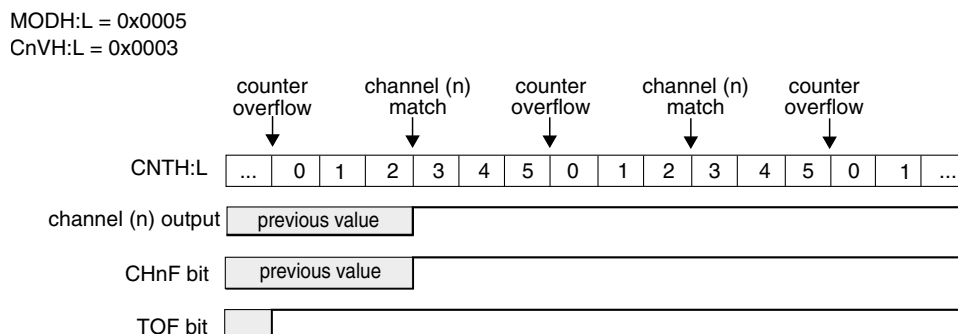 MODH:L = 0x0005
CnVH:L = 0x0003
counter overflow
channel (n) match
counter overflow
channel (n) match
counter overflow
CNTH:L ... 0 1 2 3 4 5 0 1 2 3 4 5 0 1 ...
channel (n) output previous value
CHnF bit previous value
TOF bit